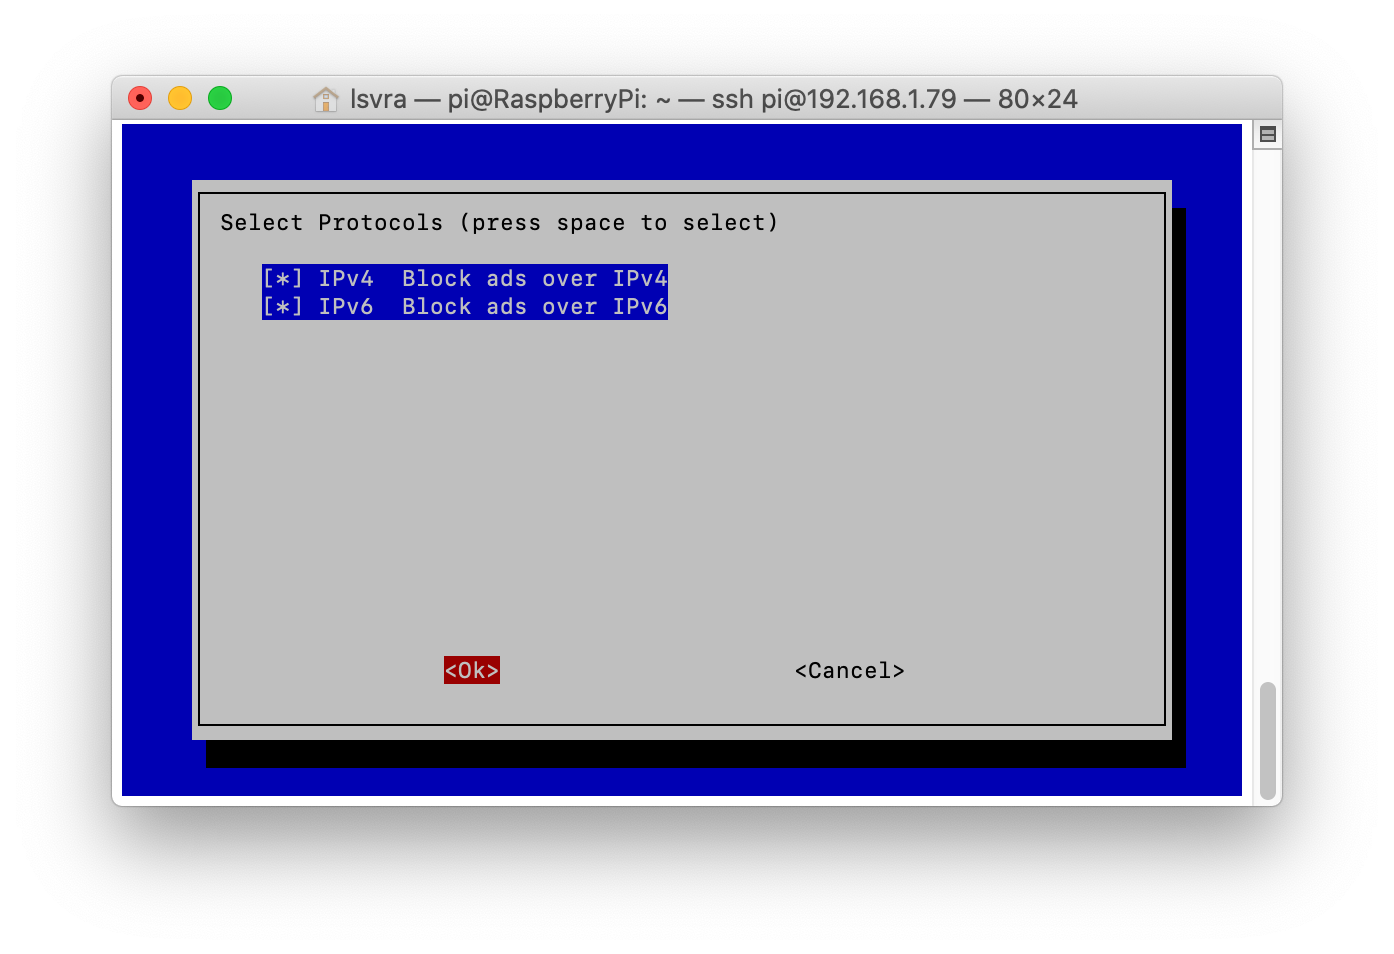 lsvra — pi@RaspberryPi: ~ — ssh pi@192.168.1.79 — 80×24
Select Protocols (press space to select)
[*] IPv4  Block ads over IPv4
[*] IPv6  Block ads over IPv6
<Ok>
<Cancel>